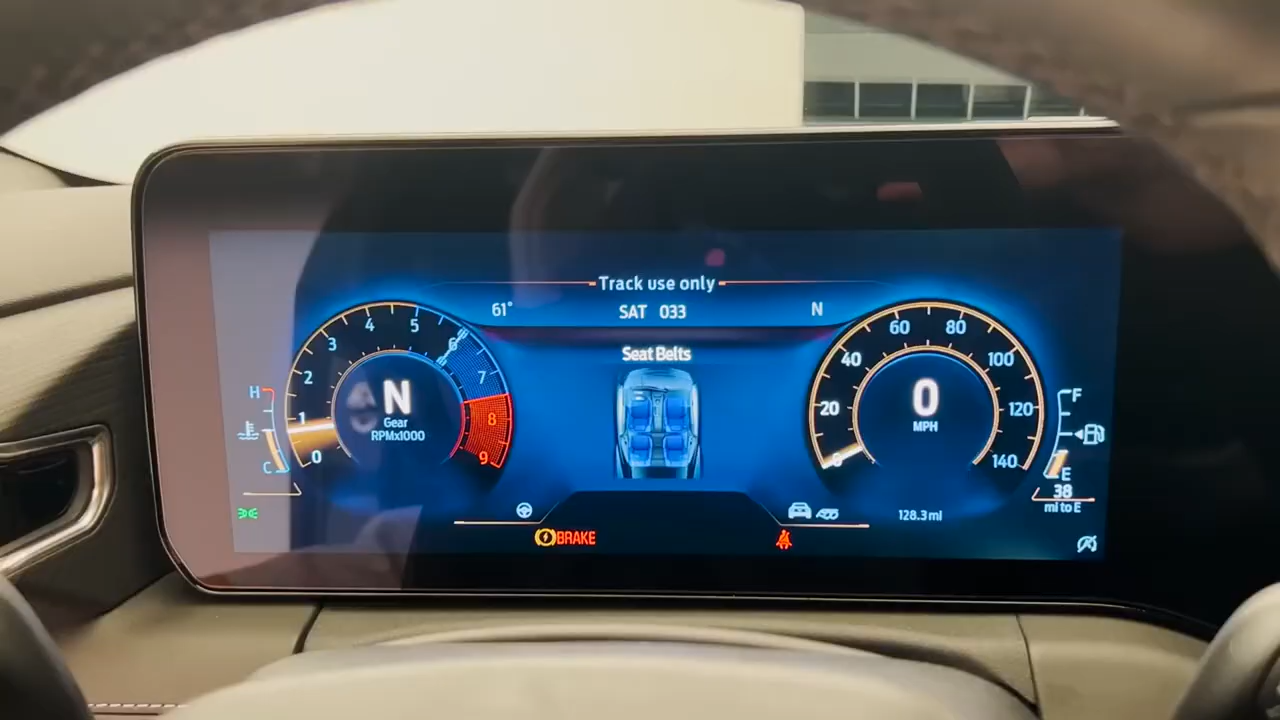 Track use only
61° SAT 033 N
Seat Belts
0 1 2 3 4 5 6 7 8 9
N
Gear
RPMx1000
H
C
0 20 40 60 80 100 120 140
0
MPH
F
E
38
mi to E
128.3 mi
BRAKE